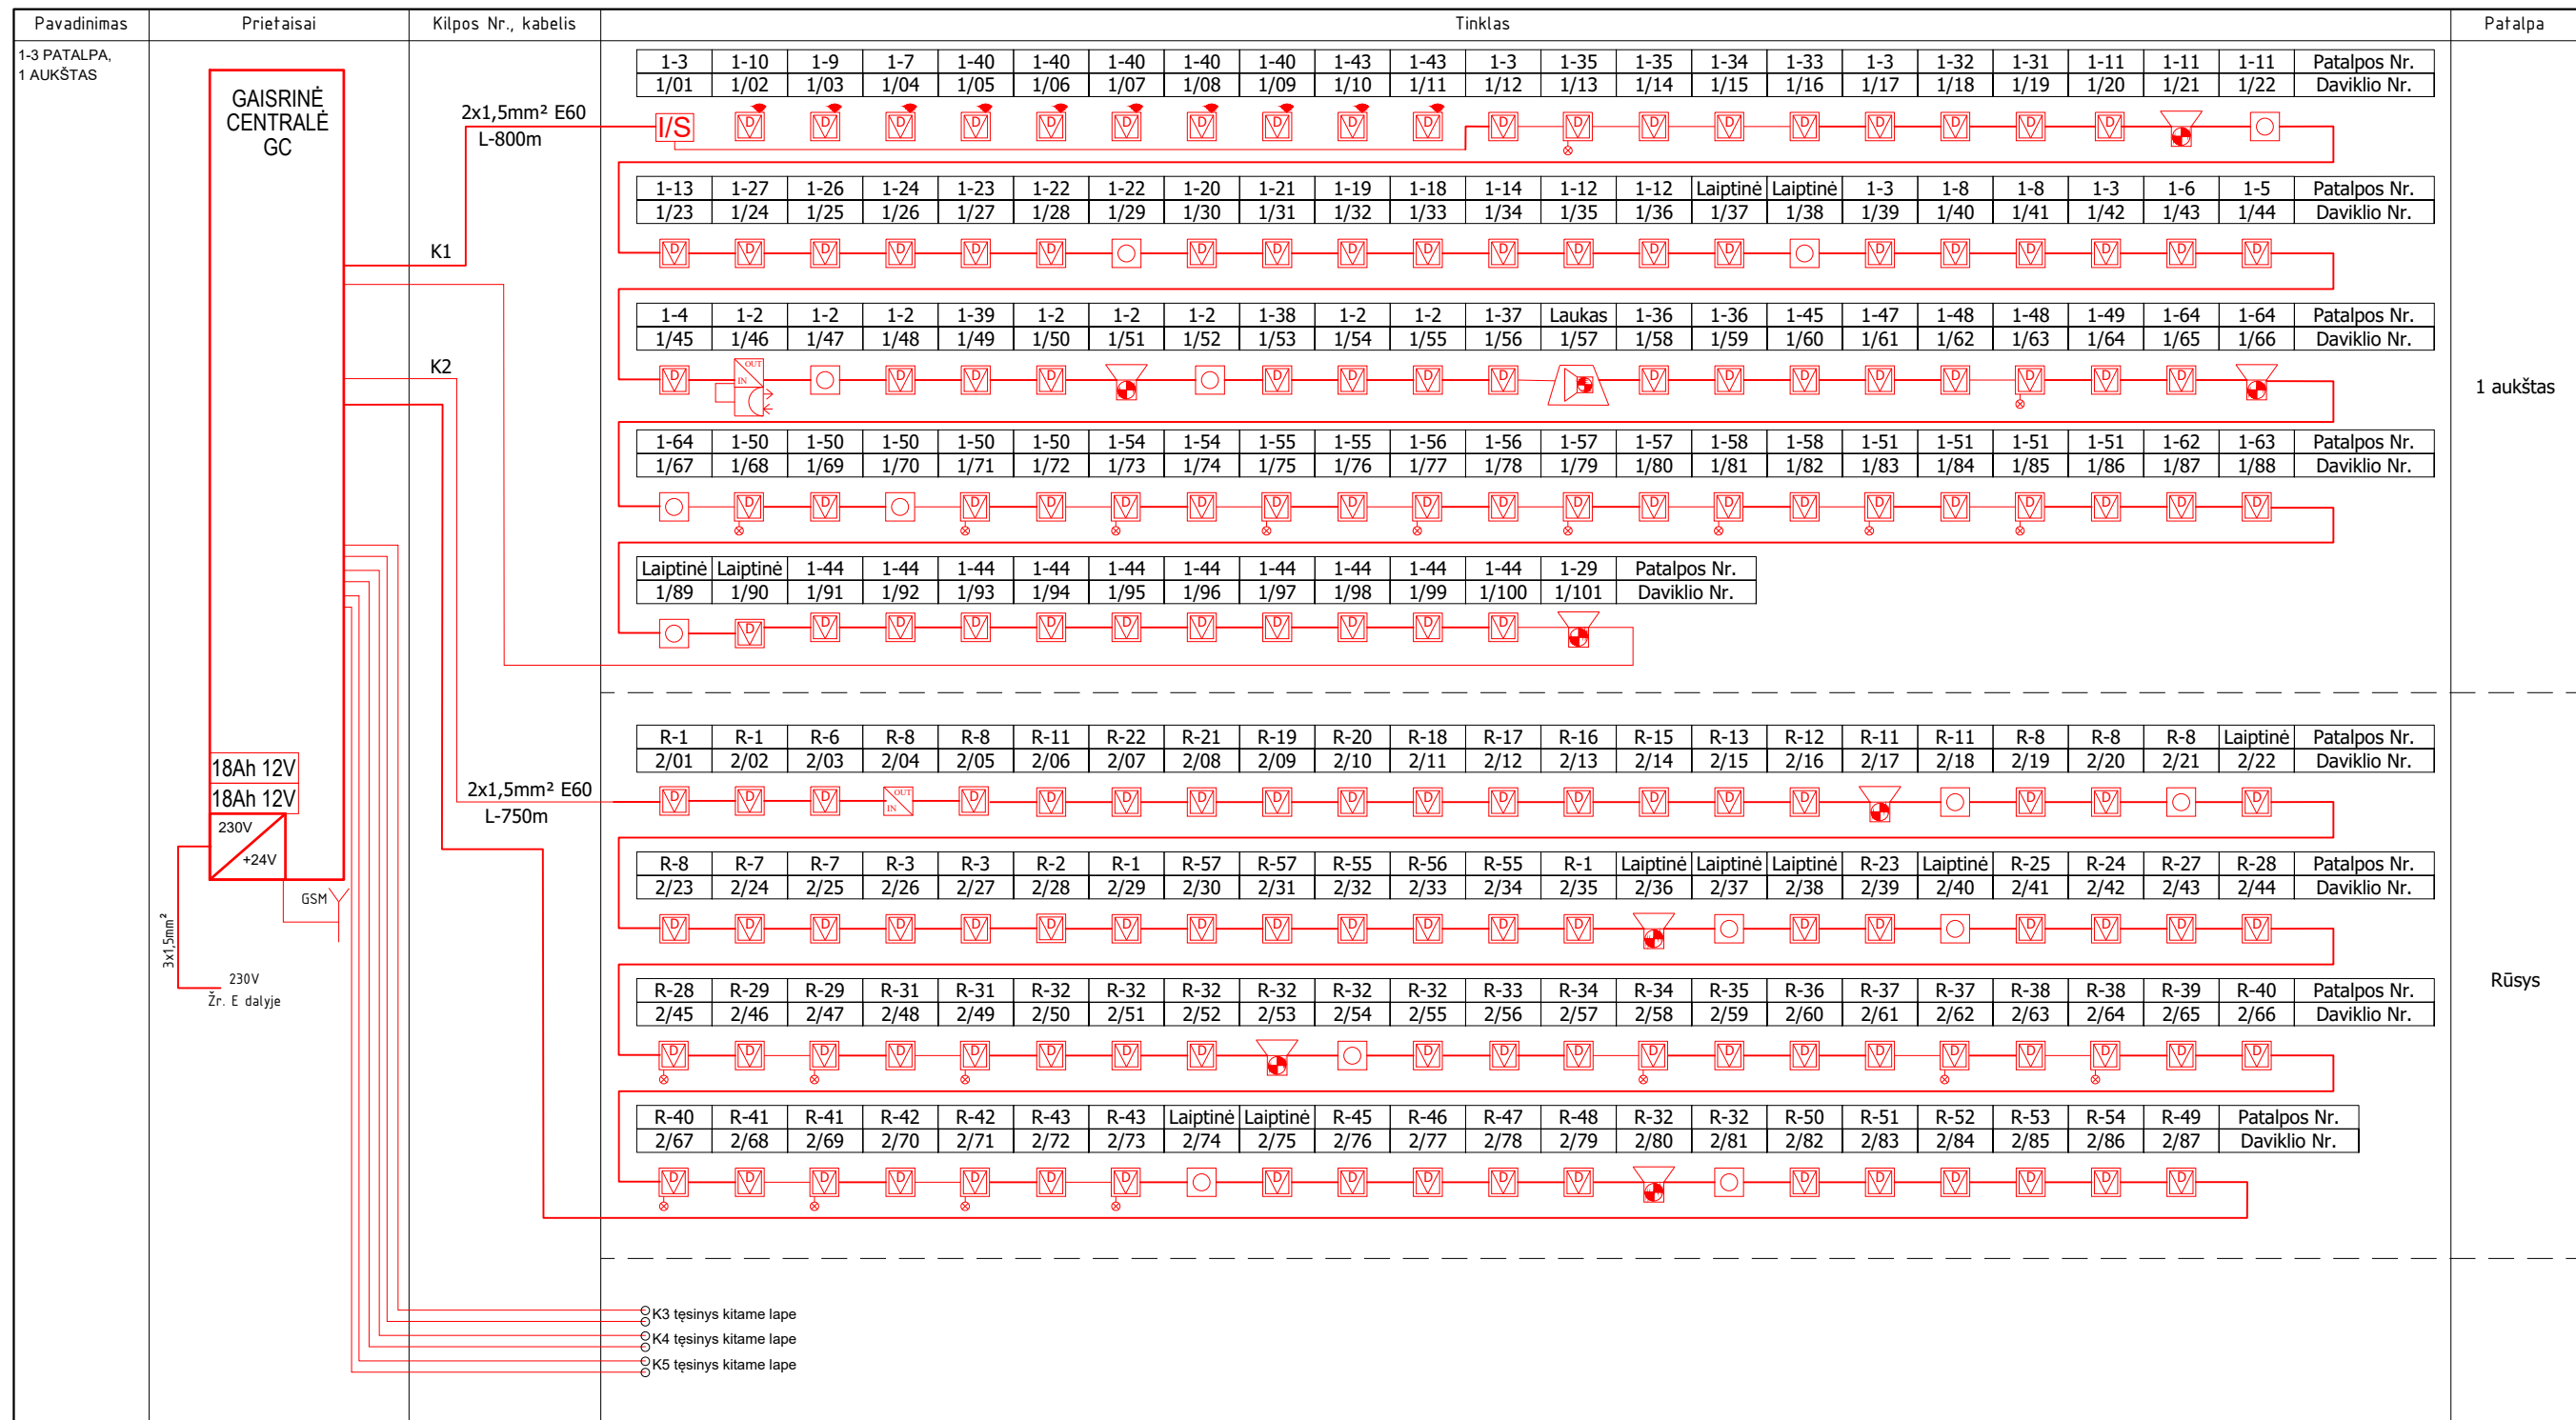 Pavadinimas Prietaisai Kilpos Nr., kabelis Tinklas Patalpa
1-3 PATALPA,
1 AUKŠTAS
GAISRINĖ
CENTRALĖ
GC
18Ah 12V
18Ah 12V
230V
+24V
GSM
3x1,5mm²
230V
Žr. E dalyje
2x1,5mm² E60
L-800m
K1
K2
2x1,5mm² E60
L-750m
1-3 1-10 1-9 1-7 1-40 1-40 1-40 1-40 1-40 1-43 1-43 1-3 1-35 1-35 1-34 1-33 1-3 1-32 1-31 1-11 1-11 1-11 Patalpos Nr.
1/01 1/02 1/03 1/04 1/05 1/06 1/07 1/08 1/09 1/10 1/11 1/12 1/13 1/14 1/15 1/16 1/17 1/18 1/19 1/20 1/21 1/22 Daviklio Nr.
I/S D D D D D D D D D D D D D D D D D D D
1-13 1-27 1-26 1-24 1-23 1-22 1-22 1-20 1-21 1-19 1-18 1-14 1-12 1-12 Laiptinė Laiptinė 1-3 1-8 1-8 1-3 1-6 1-5 Patalpos Nr.
1/23 1/24 1/25 1/26 1/27 1/28 1/29 1/30 1/31 1/32 1/33 1/34 1/35 1/36 1/37 1/38 1/39 1/40 1/41 1/42 1/43 1/44 Daviklio Nr.
D D D D D D D D D D D D D D D D D D D D
1-4 1-2 1-2 1-2 1-39 1-2 1-2 1-2 1-38 1-2 1-2 1-37 Laukas 1-36 1-36 1-45 1-47 1-48 1-48 1-49 1-64 1-64 Patalpos Nr.
1/45 1/46 1/47 1/48 1/49 1/50 1/51 1/52 1/53 1/54 1/55 1/56 1/57 1/58 1/59 1/60 1/61 1/62 1/63 1/64 1/65 1/66 Daviklio Nr.
D OUT IN D D D D D D D D D D D D D D D D
1-64 1-50 1-50 1-50 1-50 1-50 1-54 1-54 1-55 1-55 1-56 1-56 1-57 1-57 1-58 1-58 1-51 1-51 1-51 1-51 1-62 1-63 Patalpos Nr.
1/67 1/68 1/69 1/70 1/71 1/72 1/73 1/74 1/75 1/76 1/77 1/78 1/79 1/80 1/81 1/82 1/83 1/84 1/85 1/86 1/87 1/88 Daviklio Nr.
D D D D D D D D D D D D D D D D D D D D
Laiptinė Laiptinė 1-44 1-44 1-44 1-44 1-44 1-44 1-44 1-44 1-44 1-44 1-29 Patalpos Nr.
1/89 1/90 1/91 1/92 1/93 1/94 1/95 1/96 1/97 1/98 1/99 1/100 1/101 Daviklio Nr.
D D D D D D D D D D D
1 aukštas
R-1 R-1 R-6 R-8 R-8 R-11 R-22 R-21 R-19 R-20 R-18 R-17 R-16 R-15 R-13 R-12 R-11 R-11 R-8 R-8 R-8 Laiptinė Patalpos Nr.
2/01 2/02 2/03 2/04 2/05 2/06 2/07 2/08 2/09 2/10 2/11 2/12 2/13 2/14 2/15 2/16 2/17 2/18 2/19 2/20 2/21 2/22 Daviklio Nr.
D D D OUT IN D D D D D D D D D D D D D D D
R-8 R-7 R-7 R-3 R-3 R-2 R-1 R-57 R-57 R-55 R-56 R-55 R-1 Laiptinė Laiptinė Laiptinė R-23 Laiptinė R-25 R-24 R-27 R-28 Patalpos Nr.
2/23 2/24 2/25 2/26 2/27 2/28 2/29 2/30 2/31 2/32 2/33 2/34 2/35 2/36 2/37 2/38 2/39 2/40 2/41 2/42 2/43 2/44 Daviklio Nr.
D D D D D D D D D D D D D D D D D D D
R-28 R-29 R-29 R-31 R-31 R-32 R-32 R-32 R-32 R-32 R-32 R-33 R-34 R-34 R-35 R-36 R-37 R-37 R-38 R-38 R-39 R-40 Patalpos Nr.
2/45 2/46 2/47 2/48 2/49 2/50 2/51 2/52 2/53 2/54 2/55 2/56 2/57 2/58 2/59 2/60 2/61 2/62 2/63 2/64 2/65 2/66 Daviklio Nr.
D D D D D D D D D D D D D D D D D D D D
R-40 R-41 R-41 R-42 R-42 R-43 R-43 Laiptinė Laiptinė R-45 R-46 R-47 R-48 R-32 R-32 R-50 R-51 R-52 R-53 R-54 R-49 Patalpos Nr.
2/67 2/68 2/69 2/70 2/71 2/72 2/73 2/74 2/75 2/76 2/77 2/78 2/79 2/80 2/81 2/82 2/83 2/84 2/85 2/86 2/87 Daviklio Nr.
D D D D D D D D D D D D D D D D D D
Rūsys
K3 tęsinys kitame lape
K4 tęsinys kitame lape
K5 tęsinys kitame lape